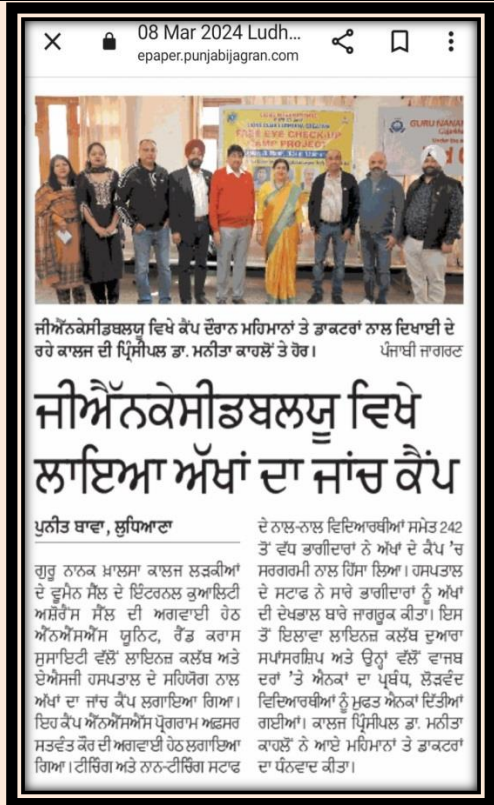 08 Mar 2024 Ludh...
epaper.punjabijagran.com
FREE EYE CHECK-UP
CAMP PROJECT
GURU NANAK
ਜੀਐੱਨਕੇਸੀਡਬਲਯੂ ਵਿਖੇ ਕੈਂਪ ਦੌਰਾਨ ਮਹਿਮਾਨਾਂ ਤੇ ਡਾਕਟਰਾਂ ਨਾਲ ਦਿਖਾਈ ਦੇ
ਰਹੇ ਕਾਲਜ ਦੀ ਪ੍ਰਿੰਸੀਪਲ ਡਾ. ਮਨੀਤਾ ਕਾਹਲੋਂ ਤੇ ਹੋਰ। ਪੰਜਾਬੀ ਜਾਗਰਣ
ਜੀਐੱਨਕੇਸੀਡਬਲਯੂ ਵਿਖੇ
ਲਾਇਆ ਅੱਖਾਂ ਦਾ ਜਾਂਚ ਕੈਂਪ
ਪੁਨੀਤ ਬਾਵਾ, ਲੁਧਿਆਣਾ
ਗੁਰੂ ਨਾਨਕ ਖ਼ਾਲਸਾ ਕਾਲਜ ਲੜਕੀਆਂ
ਦੇ ਵੂਮੈਨ ਸੈੱਲ ਦੇ ਇੰਟਰਨਲ ਕੁਆਲਿਟੀ
ਅਸ਼ੋਰੈਂਸ ਸੈੱਲ ਦੀ ਅਗਵਾਈ ਹੇਠ
ਐੱਨਐੱਸਐੱਸ ਯੂਨਿਟ, ਰੈੱਡ ਕਰਾਸ
ਸੁਸਾਇਟੀ ਵੱਲੋਂ ਲਾਇਨਜ਼ ਕਲੱਬ ਅਤੇ
ਏਐਸਜੀ ਹਸਪਤਾਲ ਦੇ ਸਹਿਯੋਗ ਨਾਲ
ਅੱਖਾਂ ਦਾ ਜਾਂਚ ਕੈਂਪ ਲਗਾਇਆ ਗਿਆ।
ਇਹ ਕੈਂਪ ਐੱਨਐੱਸਐੱਸ ਪ੍ਰੋਗਰਾਮ ਅਫ਼ਸਰ
ਸਤਵੰਤ ਕੌਰ ਦੀ ਅਗਵਾਈ ਹੇਠ ਲਗਾਇਆ
ਗਿਆ। ਟੀਚਿੰਗ ਅਤੇ ਨਾਨ-ਟੀਚਿੰਗ ਸਟਾਫ
ਦੇ ਨਾਲ-ਨਾਲ ਵਿਦਿਆਰਥੀਆਂ ਸਮੇਤ 242
ਤੋਂ ਵੱਧ ਭਾਗੀਦਾਰਾਂ ਨੇ ਅੱਖਾਂ ਦੇ ਕੈਂਪ 'ਚ
ਸਰਗਰਮੀ ਨਾਲ ਹਿੱਸਾ ਲਿਆ। ਹਸਪਤਾਲ
ਦੇ ਸਟਾਫ ਨੇ ਸਾਰੇ ਭਾਗੀਦਾਰਾਂ ਨੂੰ ਅੱਖਾਂ
ਦੀ ਦੇਖਭਾਲ ਬਾਰੇ ਜਾਗਰੂਕ ਕੀਤਾ। ਇਸ
ਤੋਂ ਇਲਾਵਾ ਲਾਇਨਜ਼ ਕਲੱਬ ਦੁਆਰਾ
ਸਪਾਂਸਰਸ਼ਿਪ ਅਤੇ ਉਨ੍ਹਾਂ ਵੱਲੋਂ ਵਾਜਬ
ਦਰਾਂ 'ਤੇ ਐਨਕਾਂ ਦਾ ਪ੍ਰਬੰਧ, ਲੋੜਵੰਦ
ਵਿਦਿਆਰਥੀਆਂ ਨੂੰ ਮੁਫਤ ਐਨਕਾਂ ਦਿੱਤੀਆਂ
ਗਈਆਂ। ਕਾਲਜ ਪ੍ਰਿੰਸੀਪਲ ਡਾ. ਮਨੀਤਾ
ਕਾਹਲੋਂ ਨੇ ਆਏ ਮਹਿਮਾਨਾਂ ਤੇ ਡਾਕਟਰਾਂ
ਦਾ ਧੰਨਵਾਦ ਕੀਤਾ।